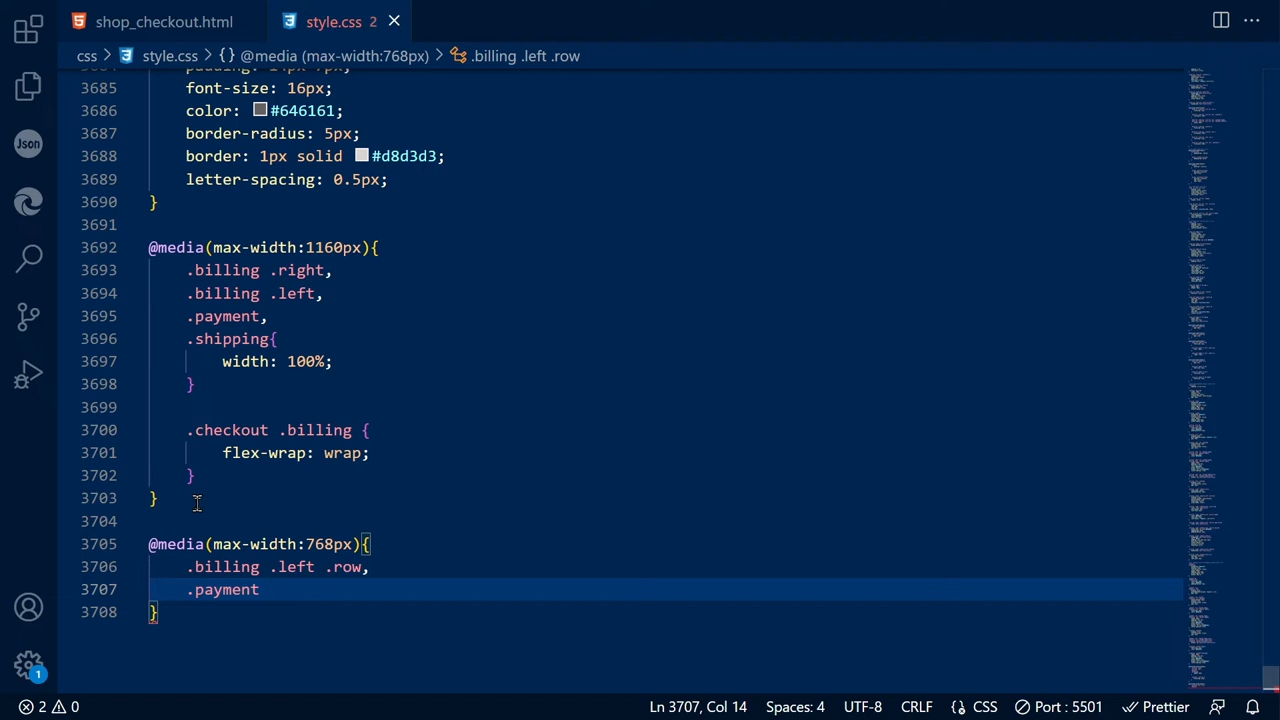 shop_checkout.html
style.css 2
css > style.css > {} @media (max-width:768px) > .billing .left .row
3685 font-size: 16px;
3686 color: #646161;
3687 border-radius: 5px;
3688 border: 1px solid #d8d3d3;
3689 letter-spacing: 0.5px;
3690 }
3691
3692 @media(max-width:1160px){
3693 .billing .right,
3694 .billing .left,
3695 .payment,
3696 .shipping{
3697 width: 100%;
3698 }
3699
3700 .checkout .billing {
3701 flex-wrap: wrap;
3702 }
3703 }
3704
3705 @media(max-width:768px){
3706 .billing .left .row,
3707 .payment
3708 }
Json
1
2 0
Ln 3707, Col 14 Spaces: 4 UTF-8 CRLF {} CSS Port : 5501 Prettier